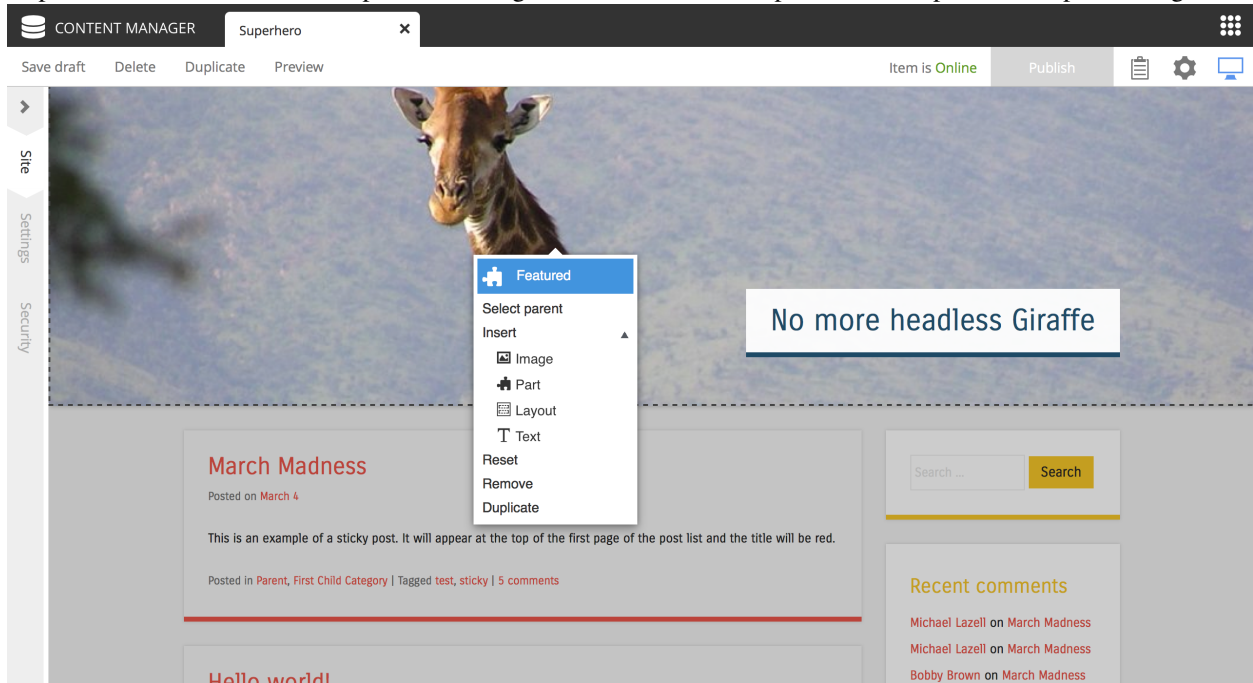 CONTENT MANAGER Superhero
Save draft Delete Duplicate Preview Item is Online Publish
Site
Settings
Security
Featured
Select parent
Insert
Image
Part
Layout
Text
Reset
Remove
Duplicate
No more headless Giraffe
March Madness
Posted on March 4
This is an example of a sticky post. It will appear at the top of the first page of the post list and the title will be red.
Posted in Parent, First Child Category | Tagged test, sticky | 5 comments
Hello world!
Search ... Search
Recent comments
Michael Lazell on March Madness
Michael Lazell on March Madness
Bobby Brown on March Madness